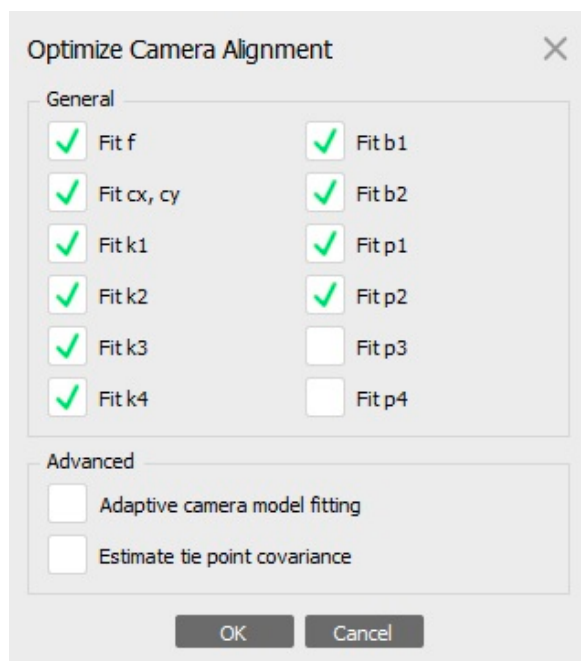 Optimize Camera Alignment
General
Fit f
Fit b1
Fit cx, cy
Fit b2
Fit k1
Fit p1
Fit k2
Fit p2
Fit k3
Fit p3
Fit k4
Fit p4
Advanced
Adaptive camera model fitting
Estimate tie point covariance
OK
Cancel